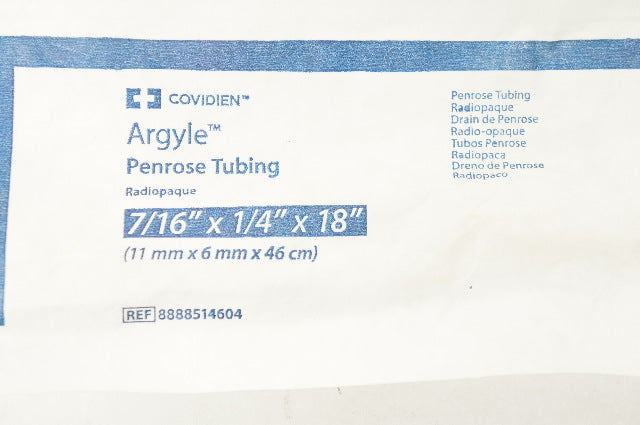 COVIDIEN™
Argyle™
Penrose Tubing
Radiopaque
7/16" x 1/4" x 18"
(11 mm x 6 mm x 46 cm)
REF 8888514604
Penrose Tubing
Radiopaque
Drain de Penrose
Radio-opaque
Tubos Penrose
Radiopaca
Dreno de Penrose
Radiopaco